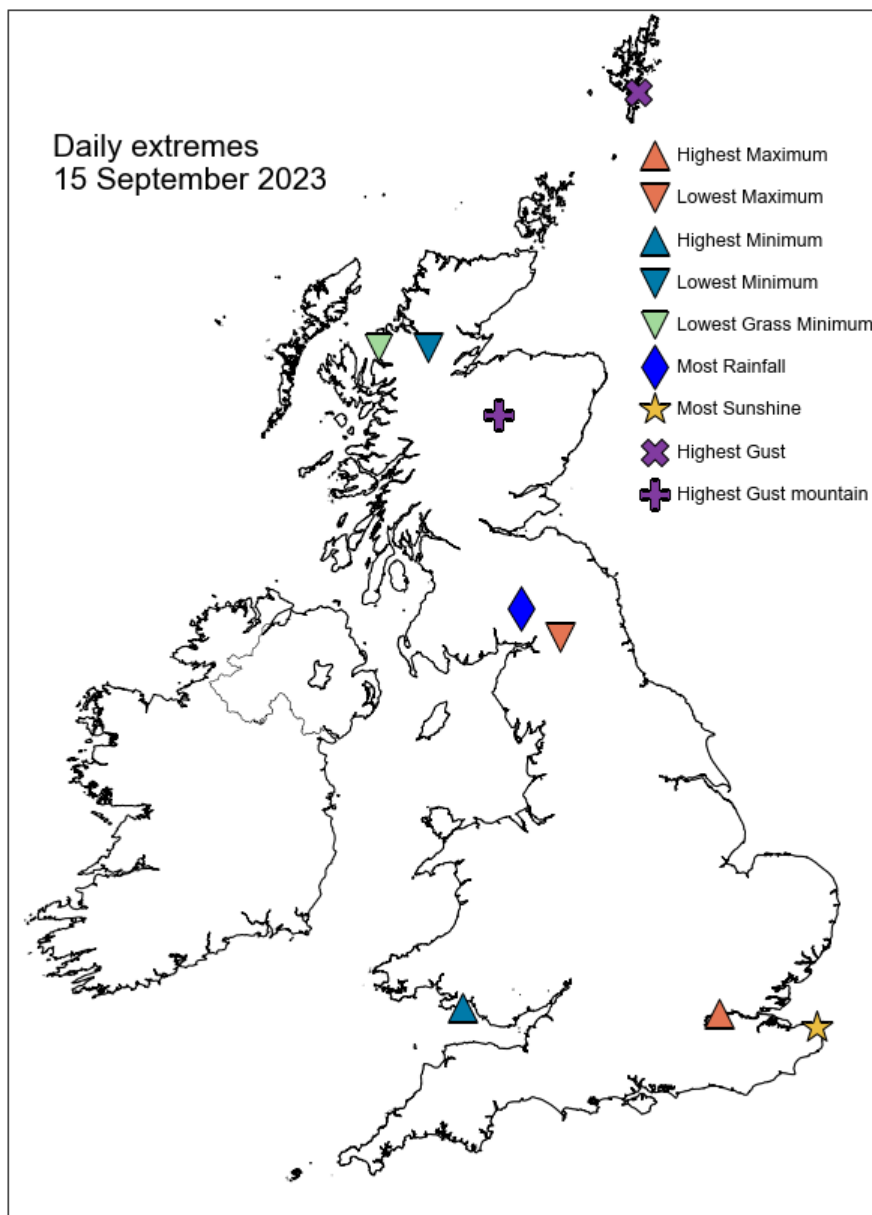 Daily extremes
15 September 2023
Highest Maximum
Lowest Maximum
Highest Minimum
Lowest Minimum
Lowest Grass Minimum
Most Rainfall
Most Sunshine
Highest Gust
Highest Gust mountain